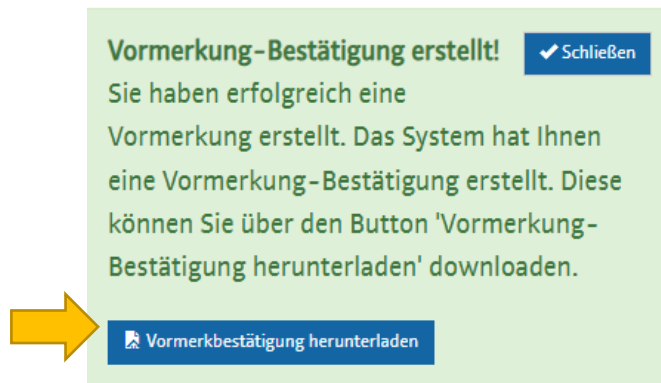 Vormerkung-Bestätigung erstellt!
Schließen
Sie haben erfolgreich eine
Vormerkung erstellt. Das System hat Ihnen
eine Vormerkung-Bestätigung erstellt. Diese
können Sie über den Button 'Vormerkung-
Bestätigung herunterladen' downloaden.
Vormerkbestätigung herunterladen